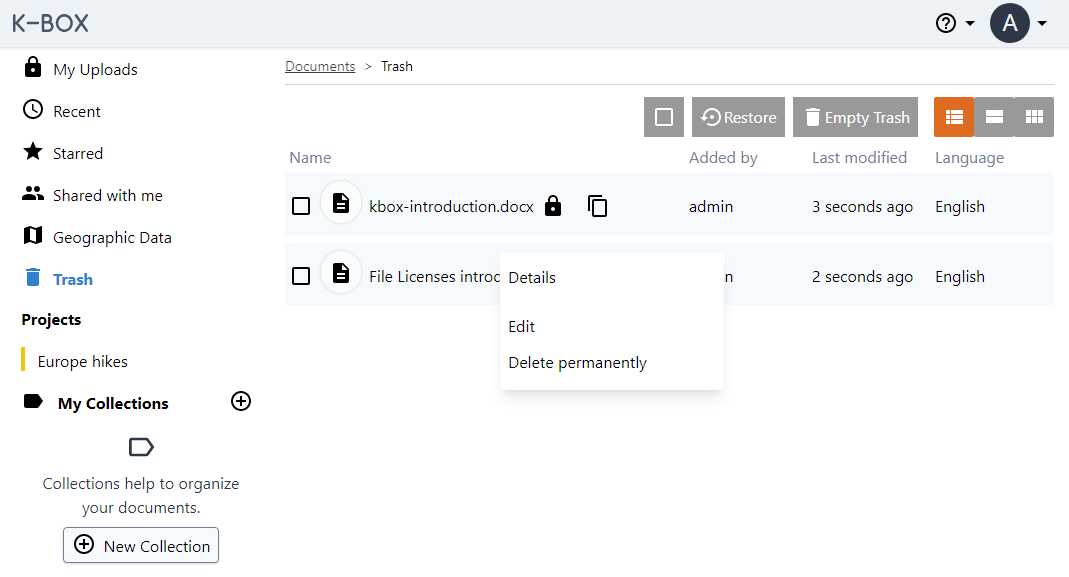 K-BOX
A
My Uploads
Recent
Starred
Shared with me
Geographic Data
Trash
Projects
Europe hikes
My Collections
Collections help to organize
your documents.
New Collection
Documents > Trash
Restore
Empty Trash
Name Added by Last modified Language
kbox-introduction.docx admin 3 seconds ago English
File Licenses 2 seconds ago English
Details
Edit
Delete permanently